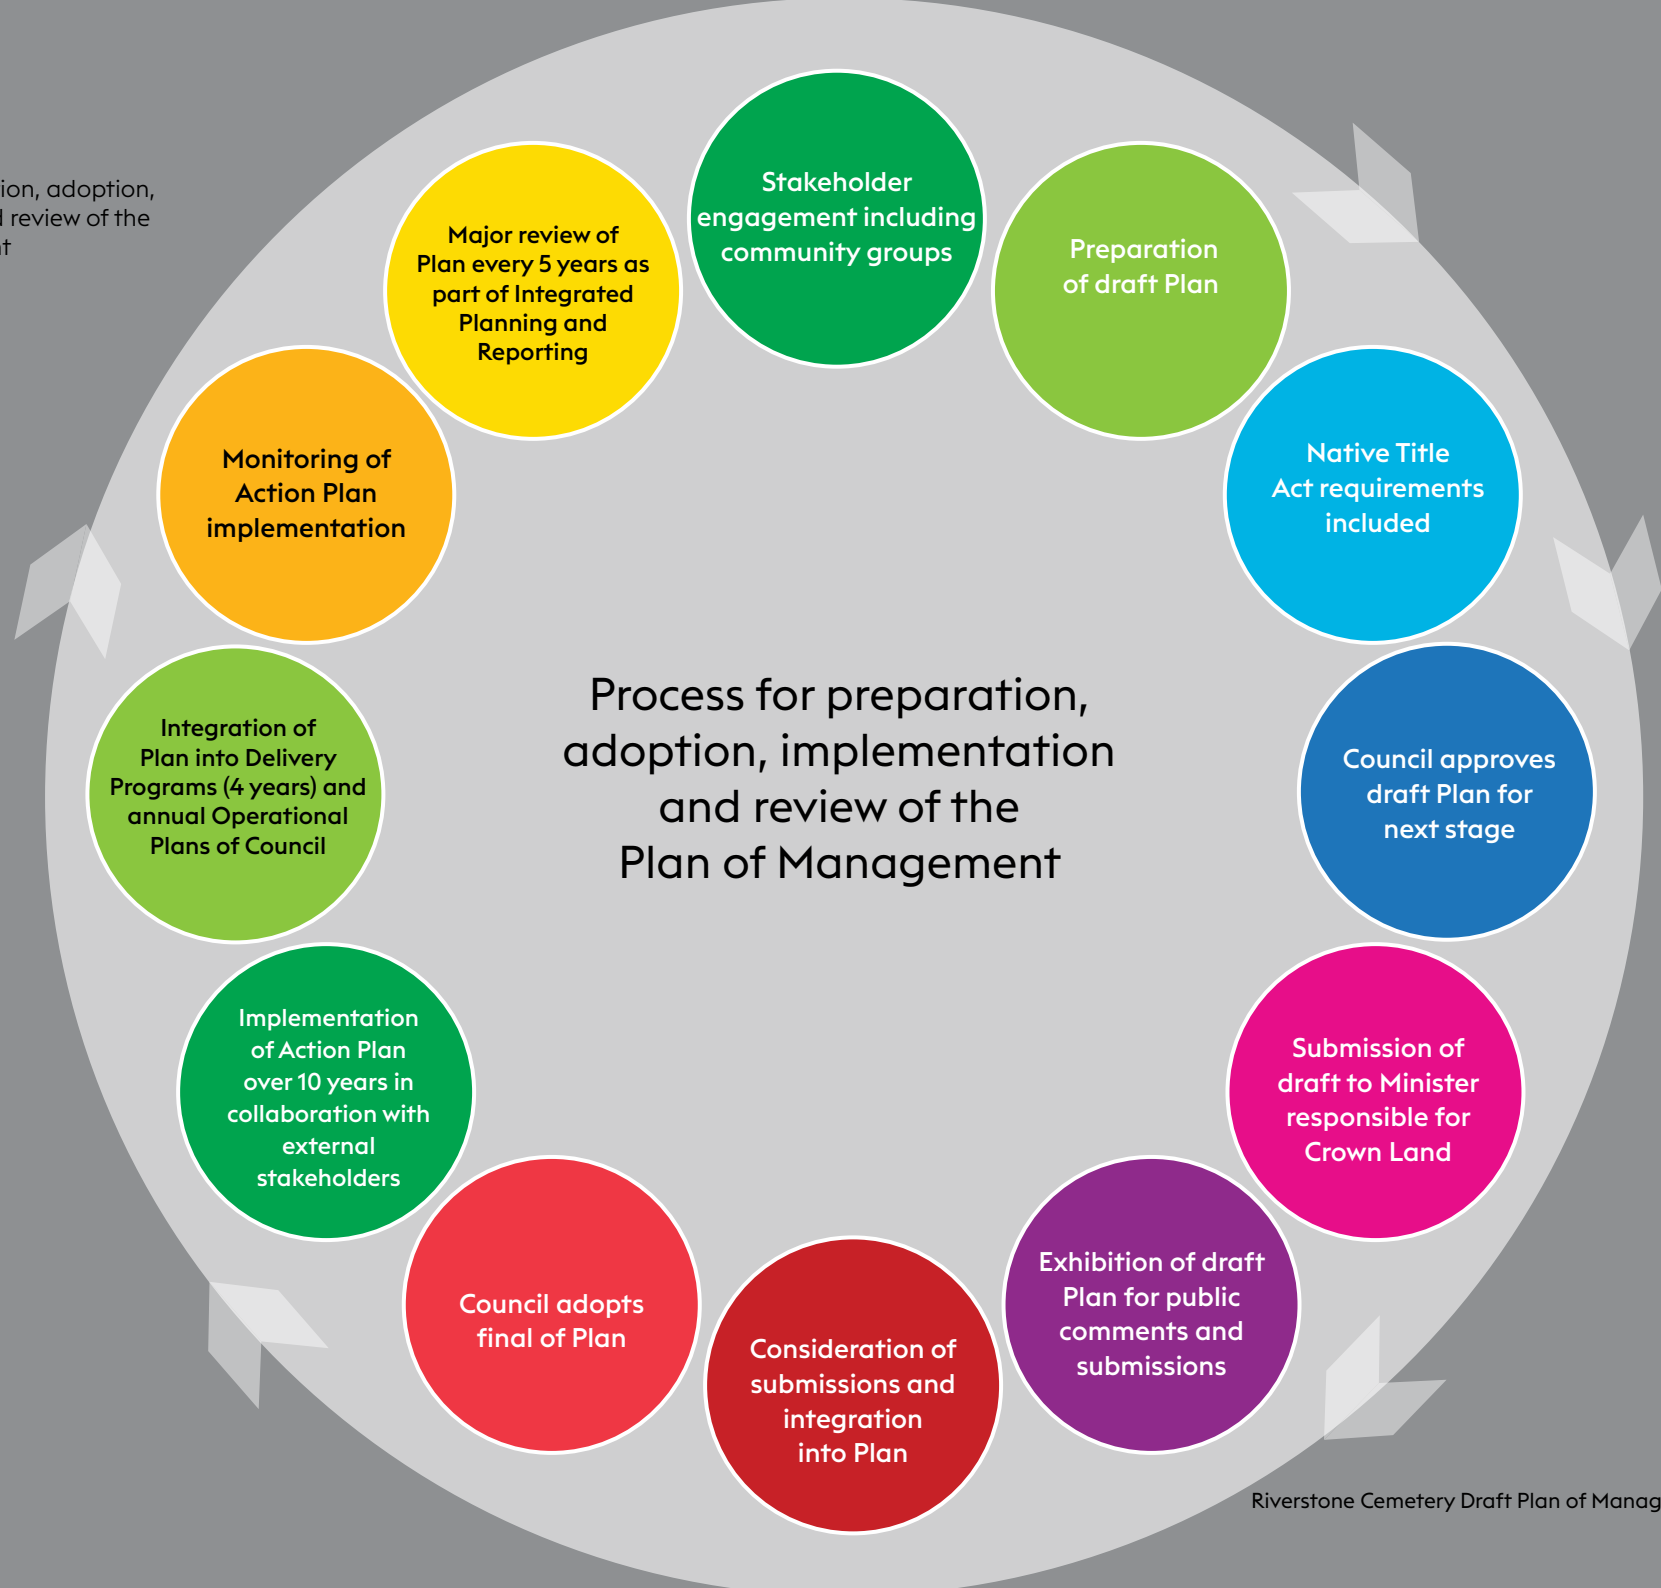 adoption,
review of the
Stakeholder
engagement including
community groups
Preparation
of draft Plan
Native Title
Act requirements
included
Council approves
draft Plan for
next stage
Submission of
draft to Minister
responsible for
Crown Land
Exhibition of draft
Plan for public
comments and
submissions
Consideration of
submissions and
integration
into Plan
Council adopts
final of Plan
Implementation
of Action Plan
over 10 years in
collaboration with
external
stakeholders
Integration of
Plan into Delivery
Programs (4 years) and
annual Operational
Plans of Council
Monitoring of
Action Plan
implementation
Major review of
Plan every 5 years as
part of Integrated
Planning and
Reporting
Process for preparation,
adoption, implementation
and review of the
Plan of Management
Riverstone Cemetery Draft Plan of Manag